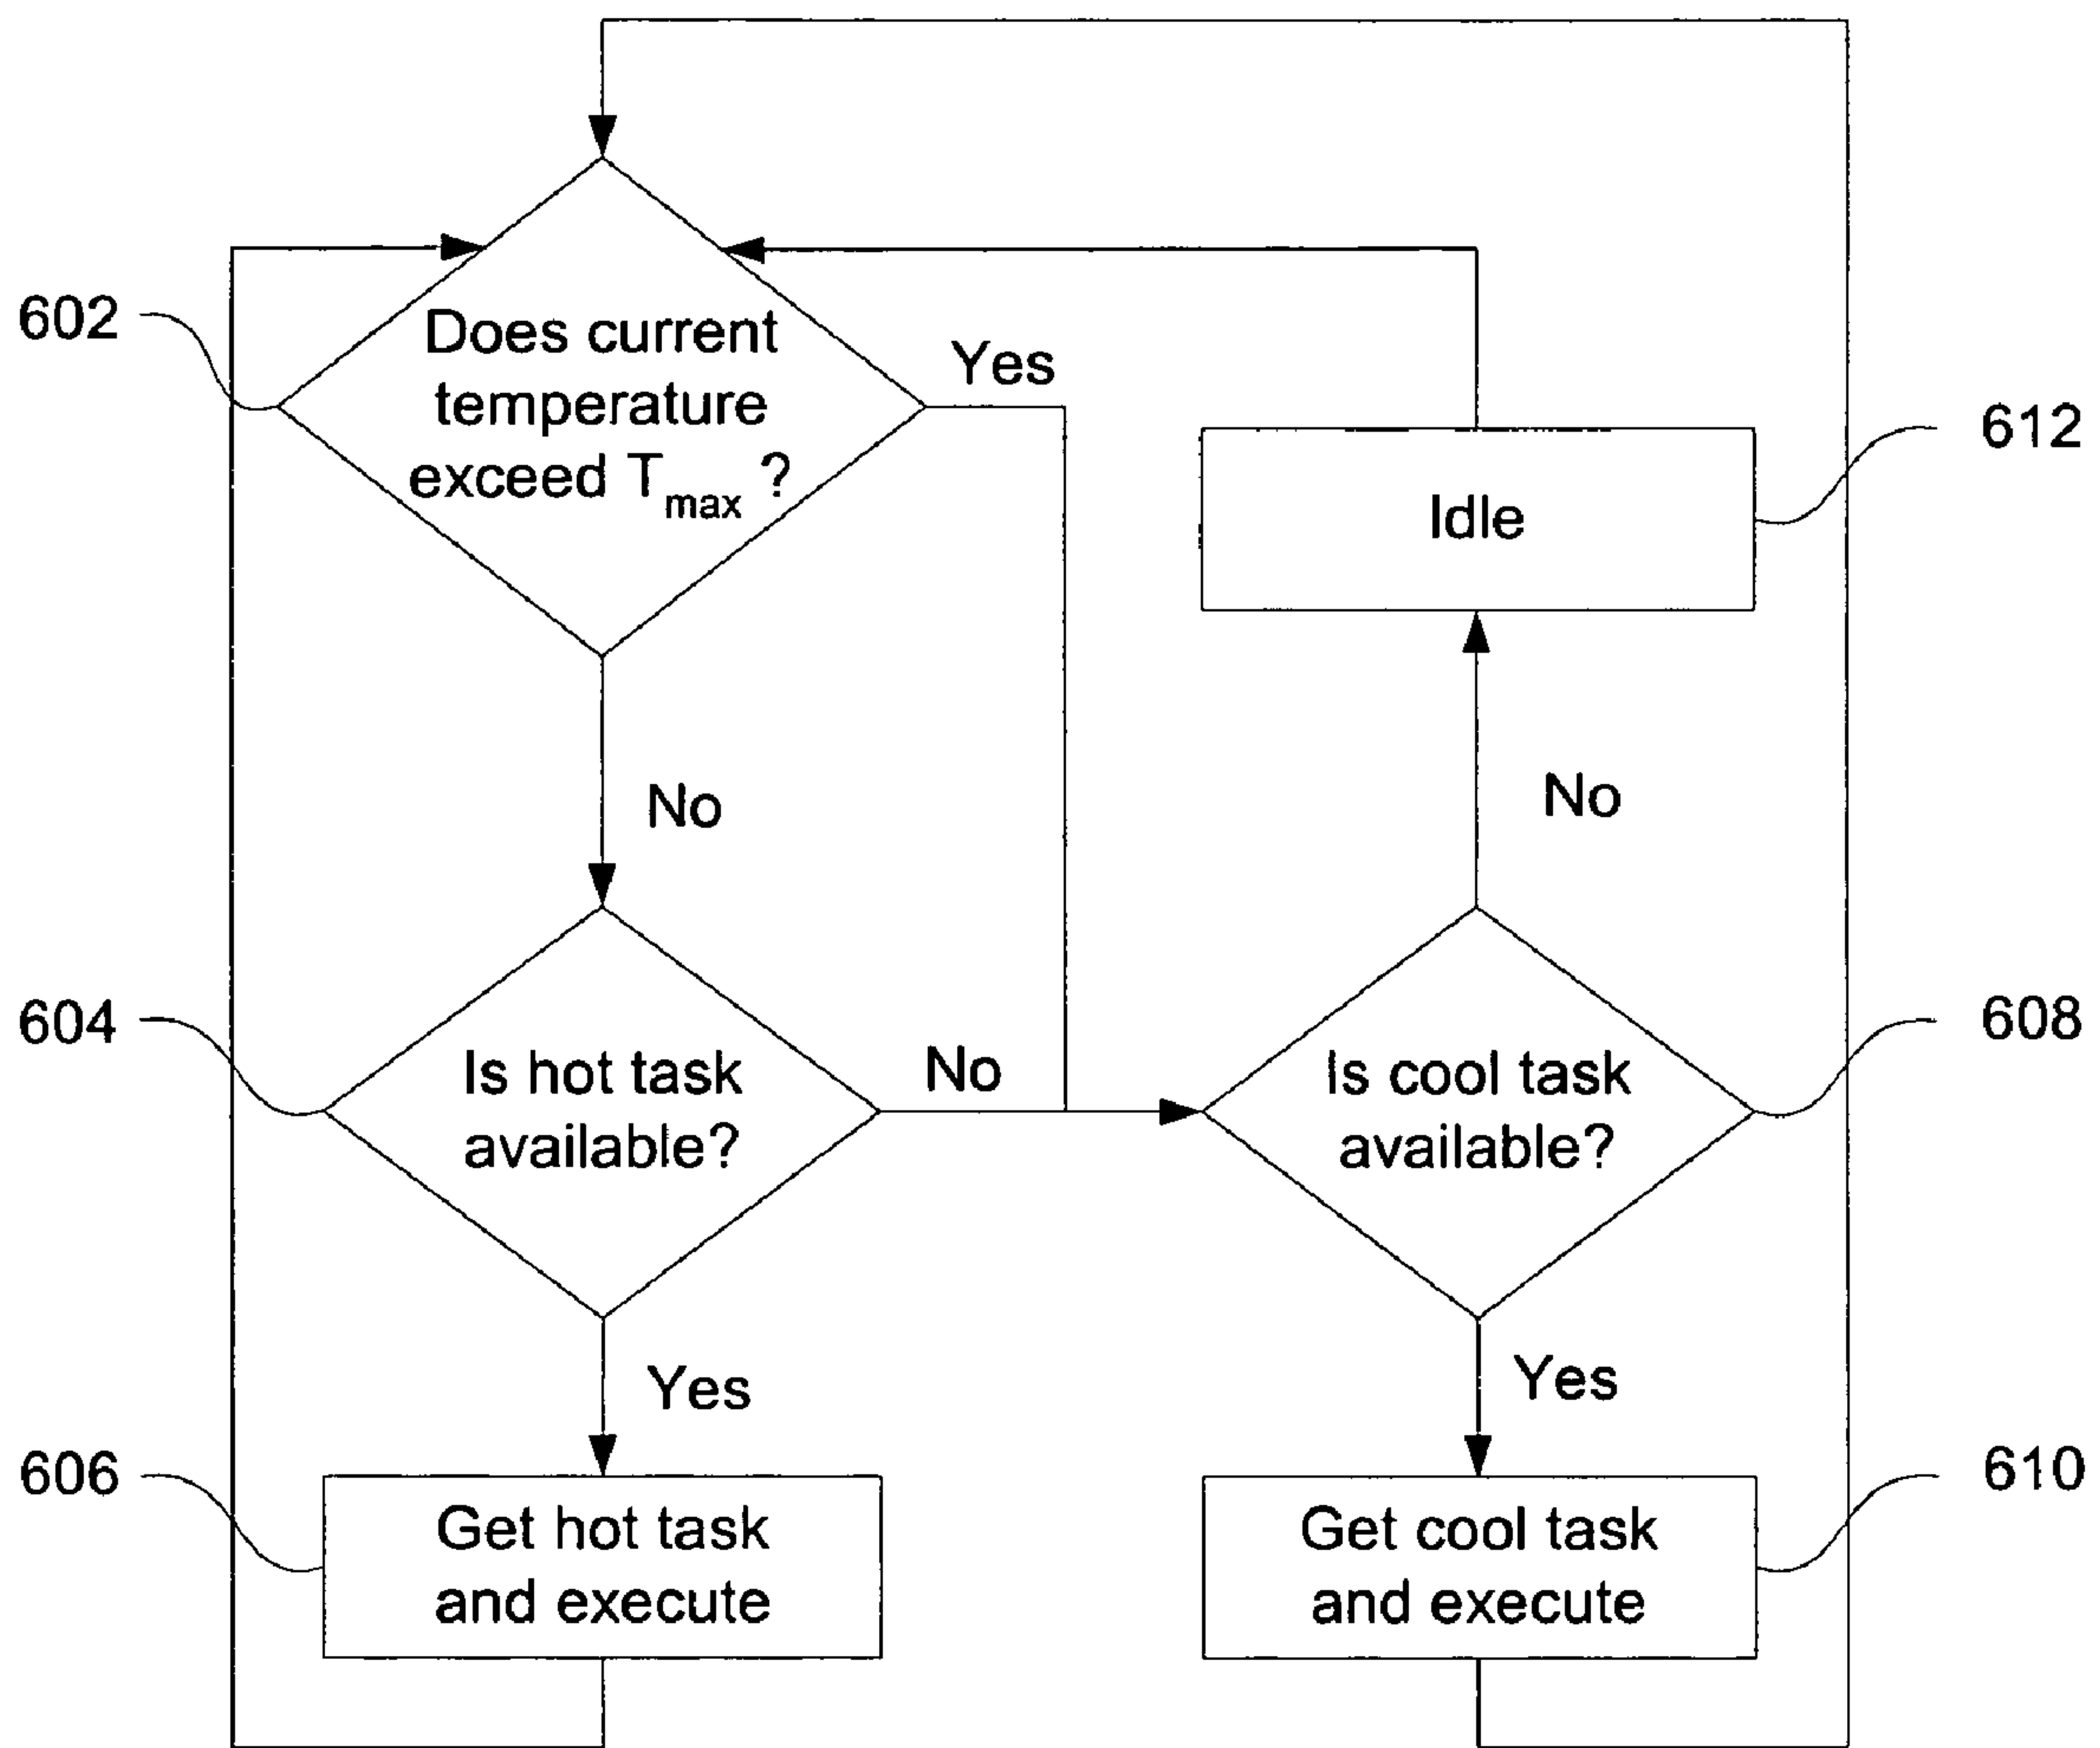 602
Does current
temperature
exceed Tmax ?
Yes
612
Idle
No
No
604
Is hot task
available?
No
608
Is cool task
available?
Yes
Yes
606
Get hot task
and execute
610
Get cool task
and execute